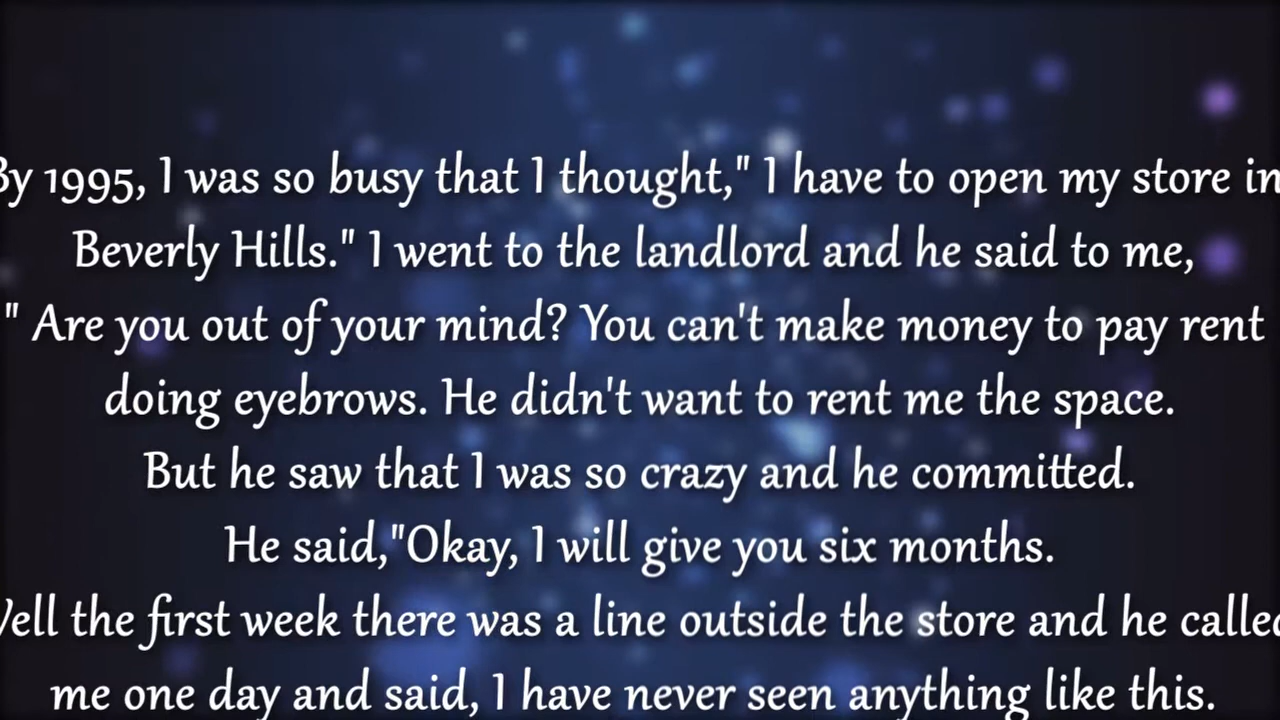 By 1995, I was so busy that I thought," I have to open my store in
Beverly Hills." I went to the landlord and he said to me,
" Are you out of your mind? You can't make money to pay rent
doing eyebrows. He didn't want to rent me the space.
But he saw that I was so crazy and he committed.
He said,"Okay, I will give you six months.
Well the first week there was a line outside the store and he called
me one day and said, I have never seen anything like this.